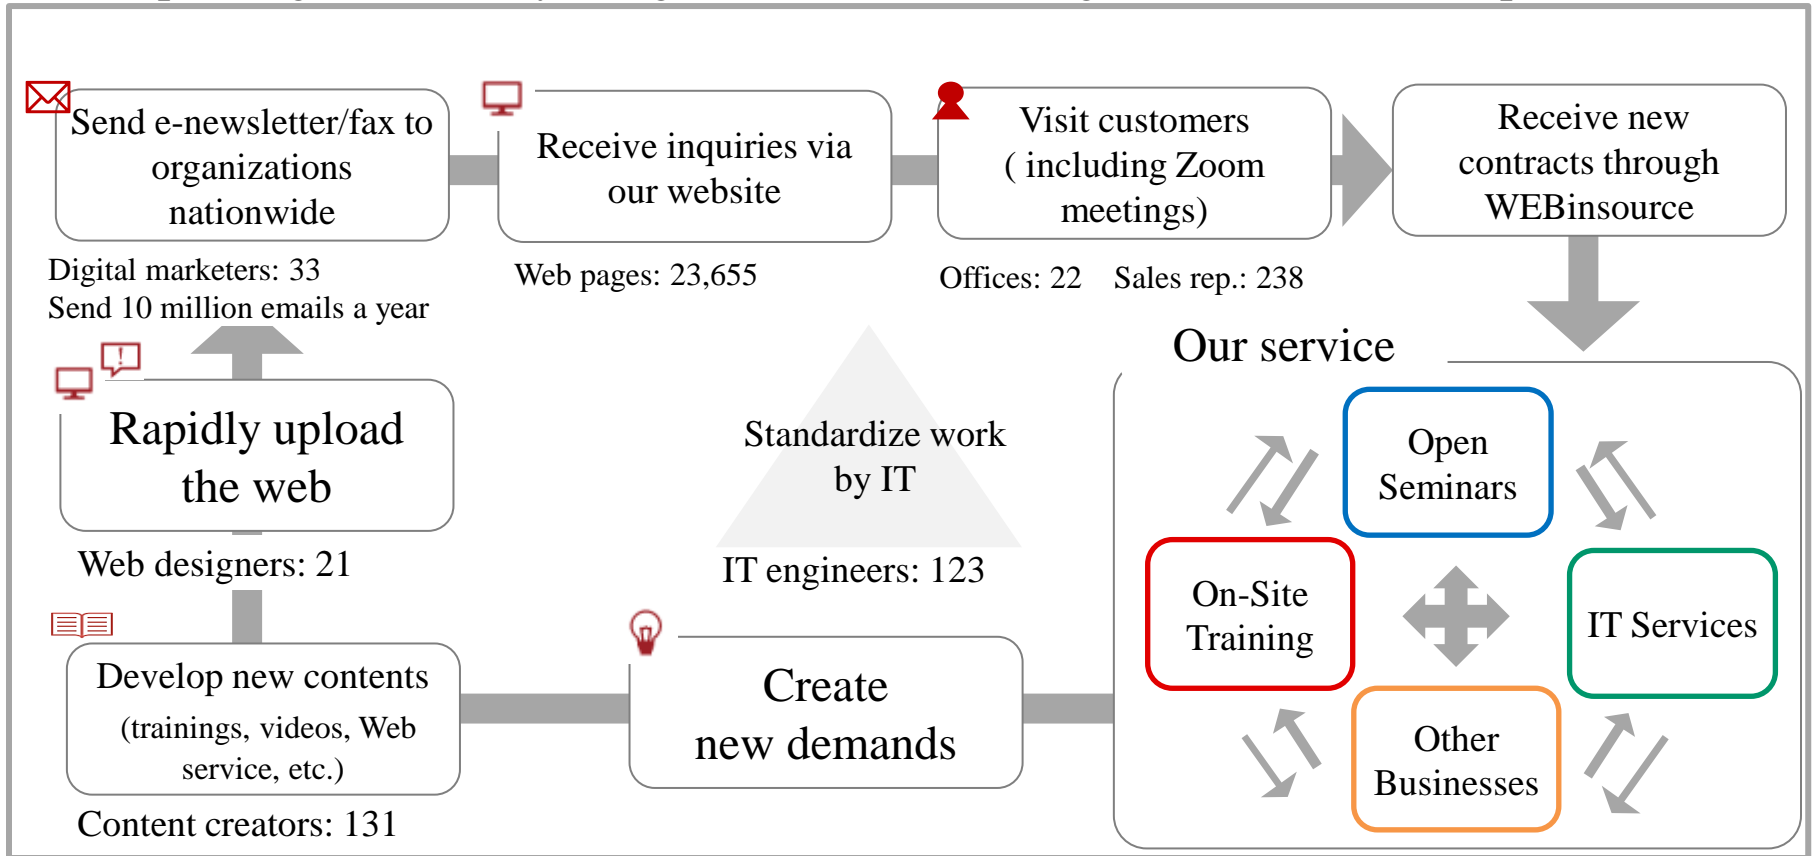 Send e-newsletter/fax to
organizations
nationwide
Digital marketers: 33
Send 10 million emails a year
Receive inquiries via
our website
Web pages: 23,655
Visit customers
( including Zoom
meetings)
Offices: 22 Sales rep.: 238
Receive new
contracts through
WEBinsource
Rapidly upload
the web
Web designers: 21
Standardize work
by IT
IT engineers: 123
Our service
Open
Seminars
On-Site
Training
IT Services
Other
Businesses
Develop new contents
(trainings, videos, Web
service, etc.)
Content creators: 131
Create
new demands